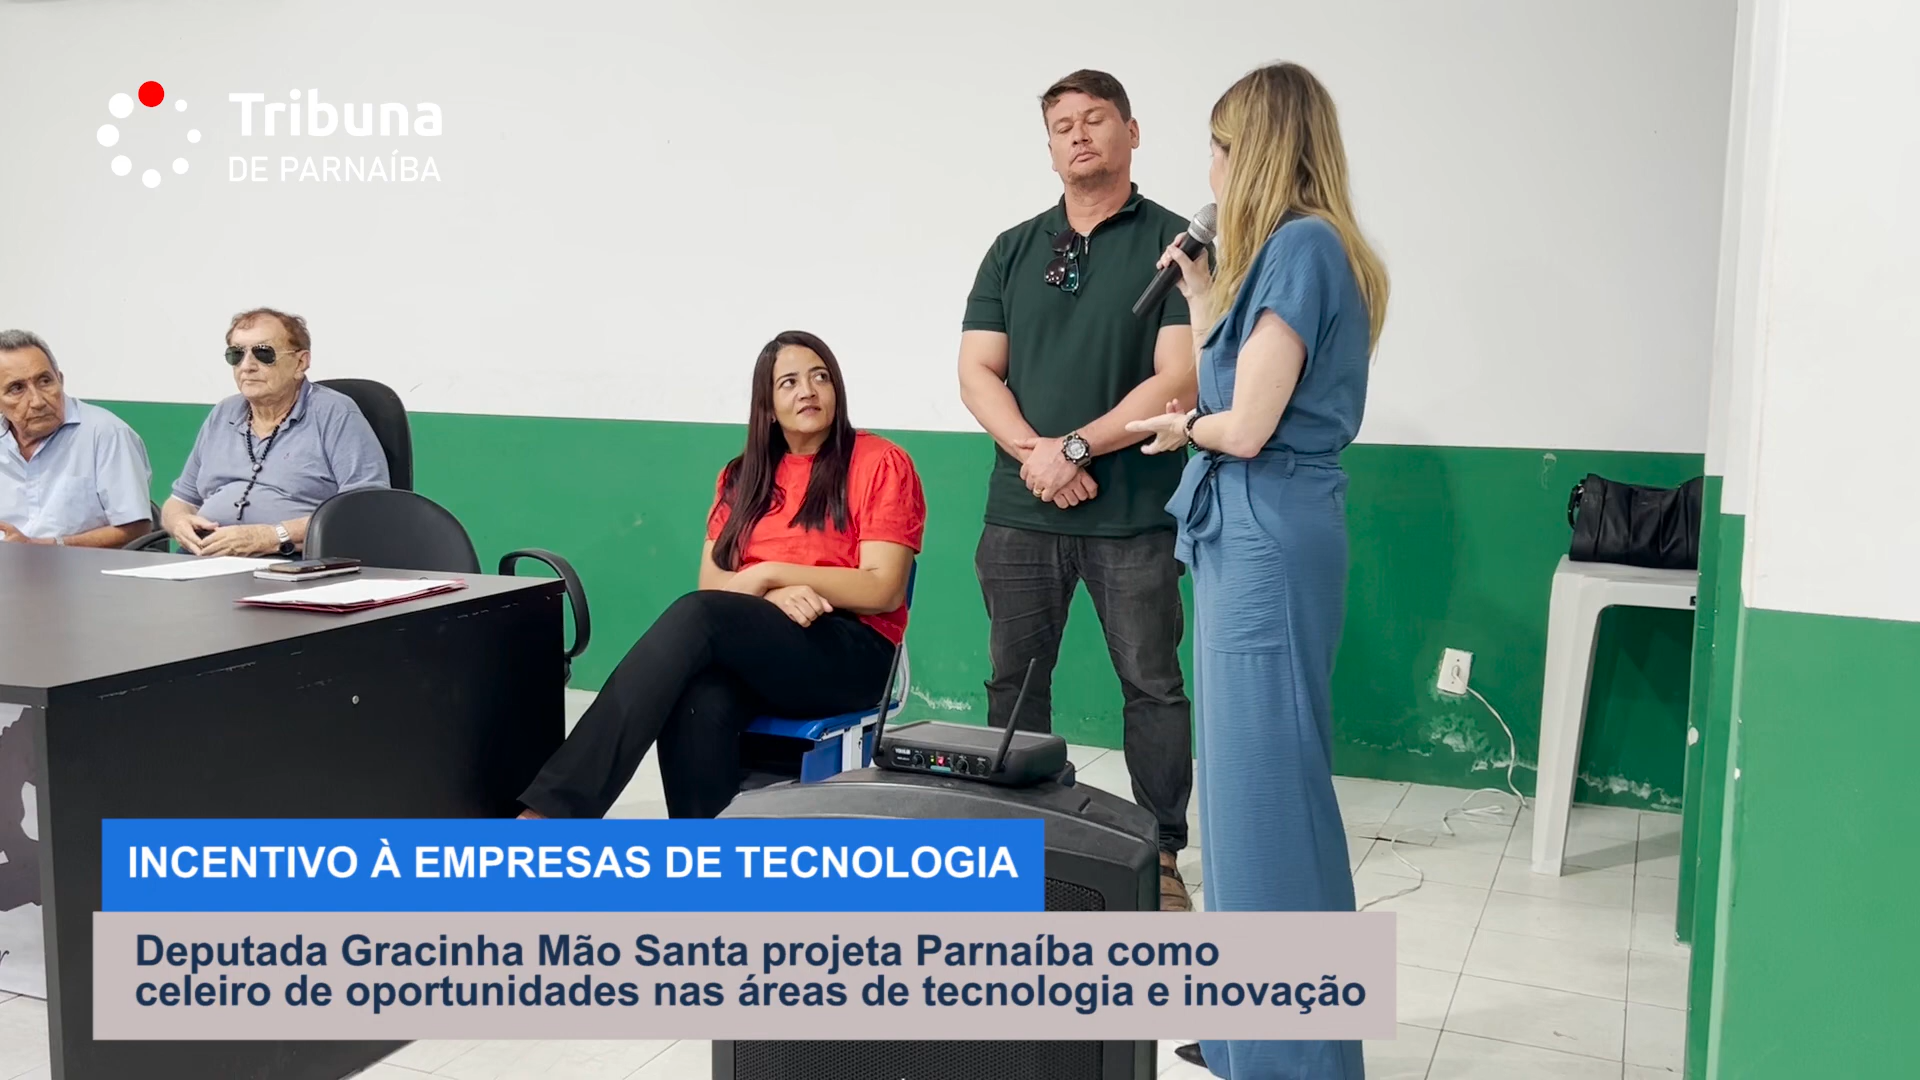 Tribuna
DE PARNAÍBA
INCENTIVO À EMPRESAS DE TECNOLOGIA
Deputada Gracinha Mão Santa projeta Parnaíba como
celeiro de oportunidades nas áreas de tecnologia e inovação